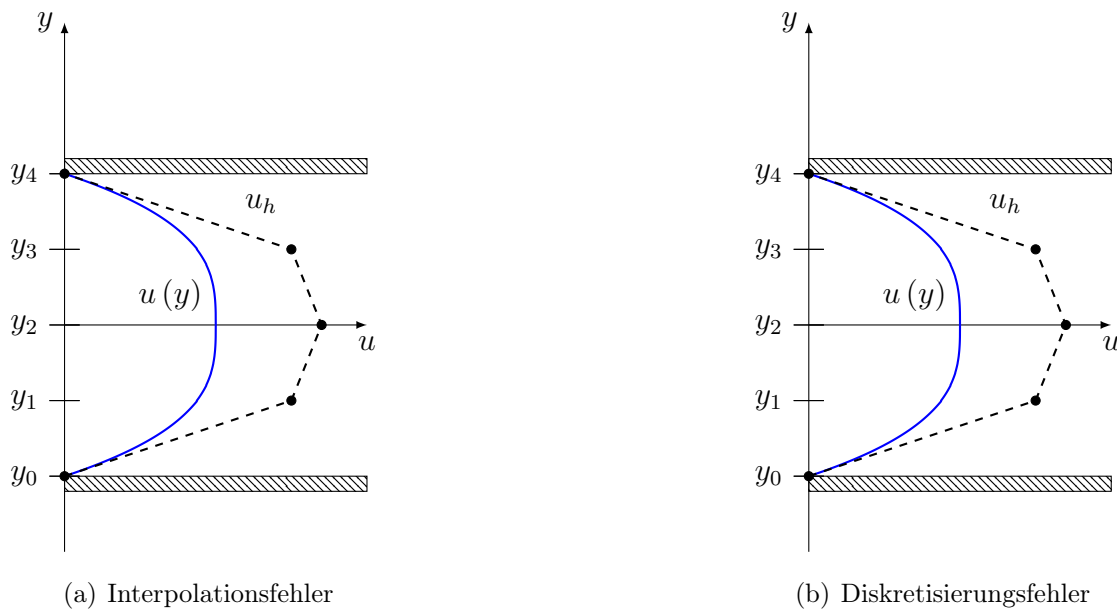 y
y₄
u_h
y₃
u (y)
y₂
u
y₁
y₀
(a) Interpolationsfehler
y
y₄
u_h
y₃
u (y)
y₂
u
y₁
y₀
(b) Diskretisierungsfehler